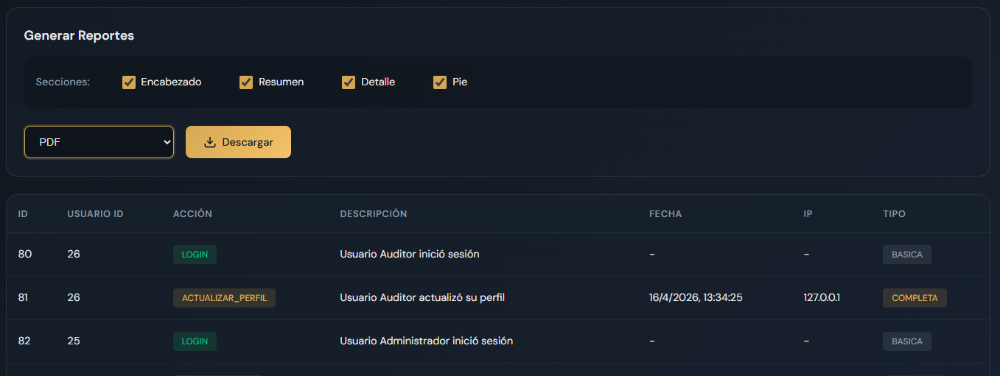 Generar Reportes
Secciones: Encabezado Resumen Detalle Pie
PDF Descargar
ID USUARIO ID ACCIÓN DESCRIPCIÓN FECHA IP TIPO
80 26 LOGIN Usuario Auditor inició sesión – – BASICA
81 26 ACTUALIZAR_PERFIL Usuario Auditor actualizó su perfil 16/4/2026, 13:34:25 127.0.0.1 COMPLETA
82 25 LOGIN Usuario Administrador inició sesión – – BASICA